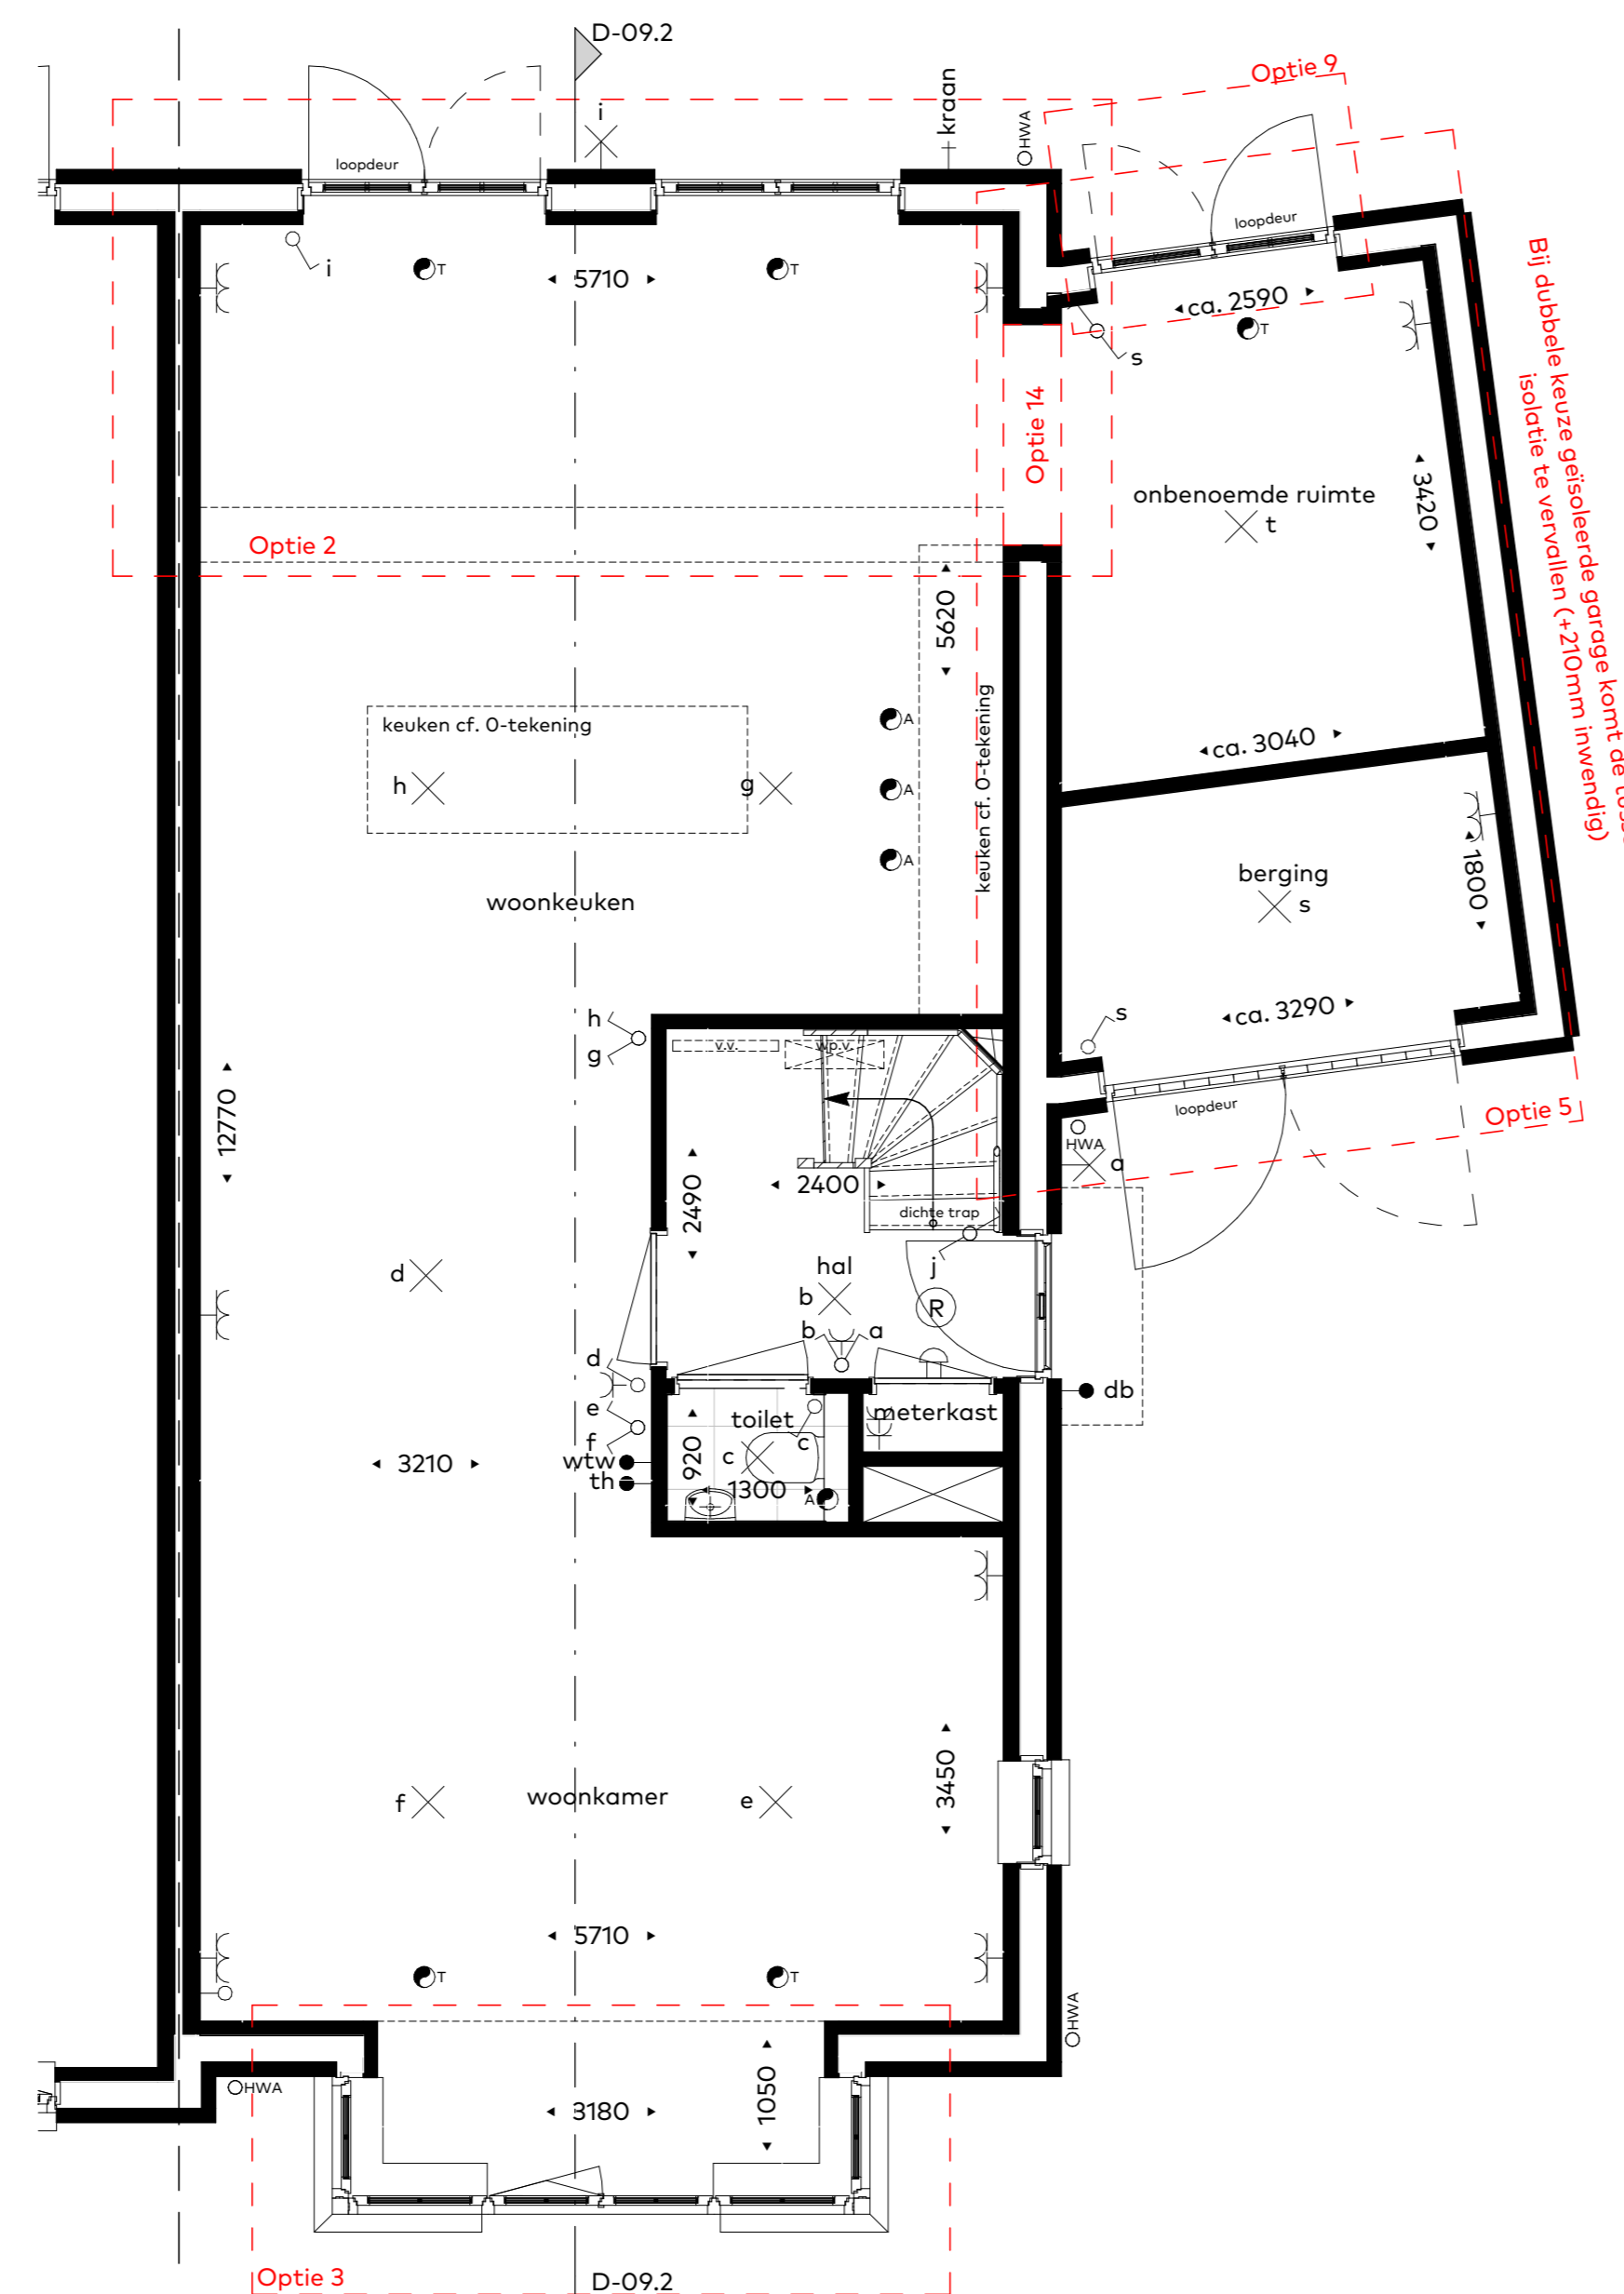 D-09.2
Optie 9
i
kraan
HWA
loopdeur
loopdeur
i
T
5710
T
ca. 2590
T
s
Bij dubbele keuze geïsoleerde garage komt de
isolatie te vervallen (+210mm inwendig)
Optie 14
3420
onbenoemde ruimte
t
Optie 2
5620
keuken cf. 0-tekening
A
keuken cf. 0-tekening
ca. 3040
h
g
A
A
berging
s
1800
woonkeuken
ca. 3290
h
g
s
v.v.
wp.v.
loopdeur
Optie 5
12770
HWA
a
2490
2400
dichte trap
d
hal
j
b
R
b
a
d
db
e
toilet
meterkast
f
c
c
920
wtw
3210
th
1300
A
f
woonkamer
e
3450
5710
T
T
HWA
HWA
3180
1050
Optie 3
D-09.2